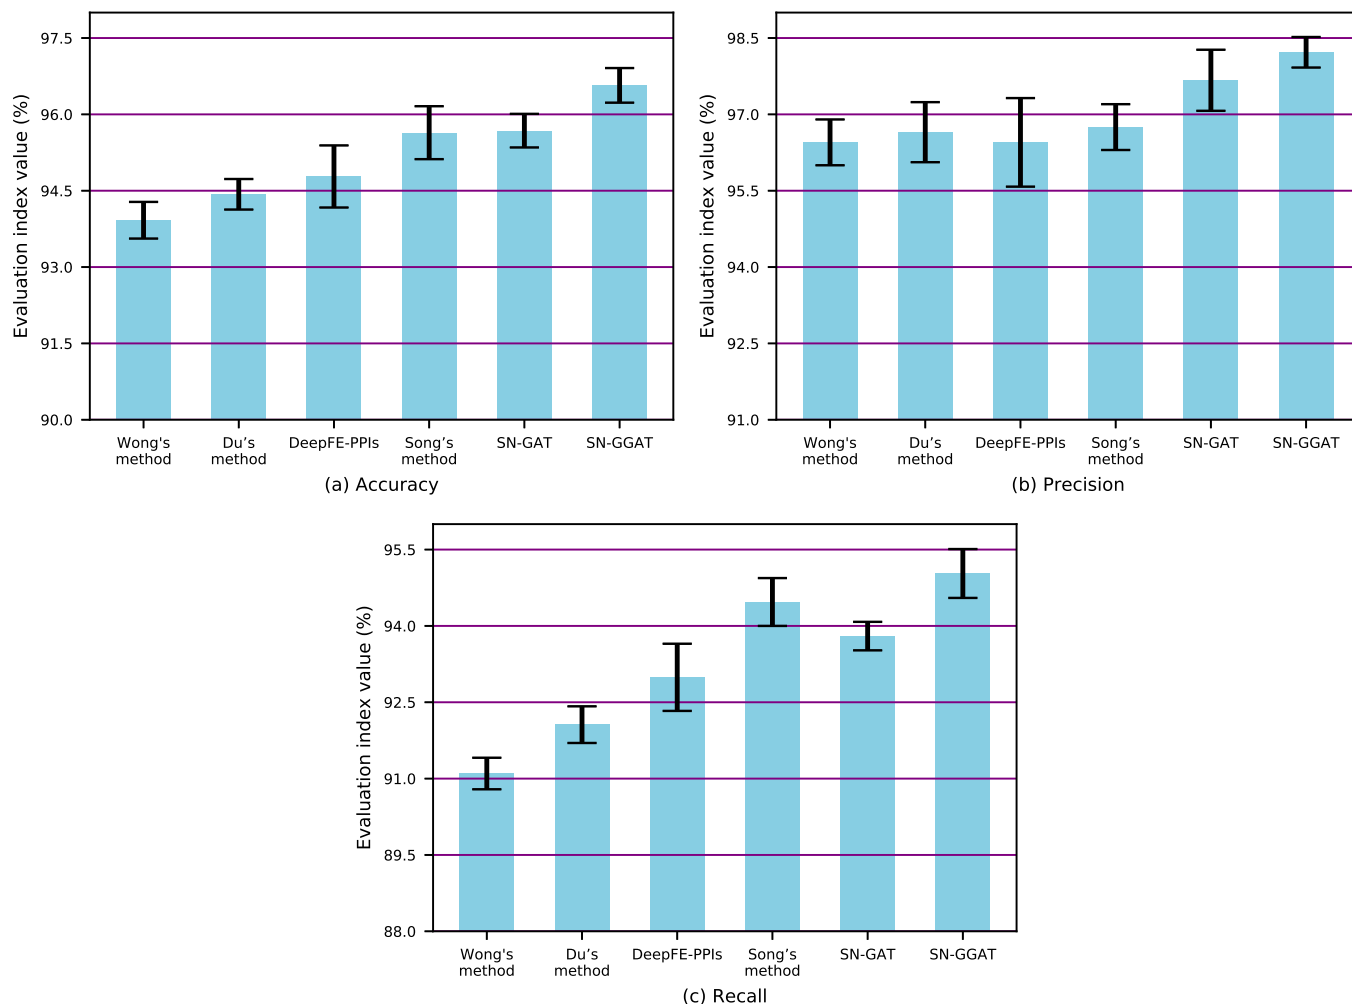 Evaluation index value (%)
97.5
96.0
94.5
93.0
91.5
90.0
Wong's
method
Du’s
method
DeepFE-PPIs
Song’s
method
SN-GAT
SN-GGAT
(a) Accuracy
Evaluation index value (%)
98.5
97.0
95.5
94.0
92.5
91.0
Wong's
method
Du’s
method
DeepFE-PPIs
Song’s
method
SN-GAT
SN-GGAT
(b) Precision
Evaluation index value (%)
95.5
94.0
92.5
91.0
89.5
88.0
Wong's
method
Du’s
method
DeepFE-PPIs
Song’s
method
SN-GAT
SN-GGAT
(c) Recall